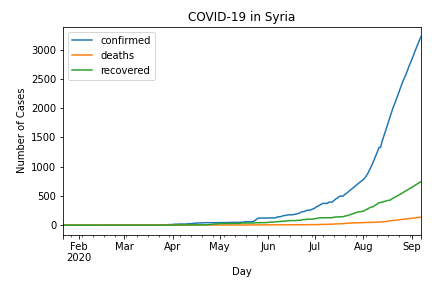 COVID-19 in Syria
confirmed
deaths
recovered
Number of Cases
3000
2500
2000
1500
1000
500
0
Feb Mar Apr May Jun Jul Aug Sep
2020
Day